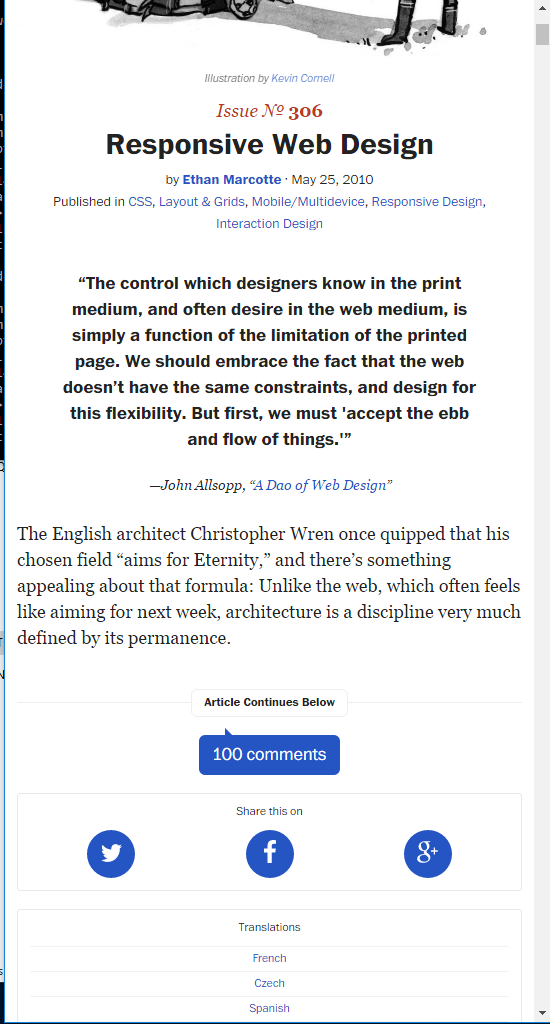 Illustration by Kevin Cornell
Issue № 306
Responsive Web Design
by Ethan Marcotte · May 25, 2010
Published in CSS, Layout & Grids, Mobile/Multidevice, Responsive Design,
Interaction Design
“The control which designers know in the print
medium, and often desire in the web medium, is
simply a function of the limitation of the printed
page. We should embrace the fact that the web
doesn’t have the same constraints, and design for
this flexibility. But first, we must 'accept the ebb
and flow of things.'”
—John Allsopp, “A Dao of Web Design”
The English architect Christopher Wren once quipped that his
chosen field “aims for Eternity,” and there’s something
appealing about that formula: Unlike the web, which often feels
like aiming for next week, architecture is a discipline very much
defined by its permanence.
Article Continues Below
100 comments
Share this on
f
g+
Translations
French
Czech
Spanish